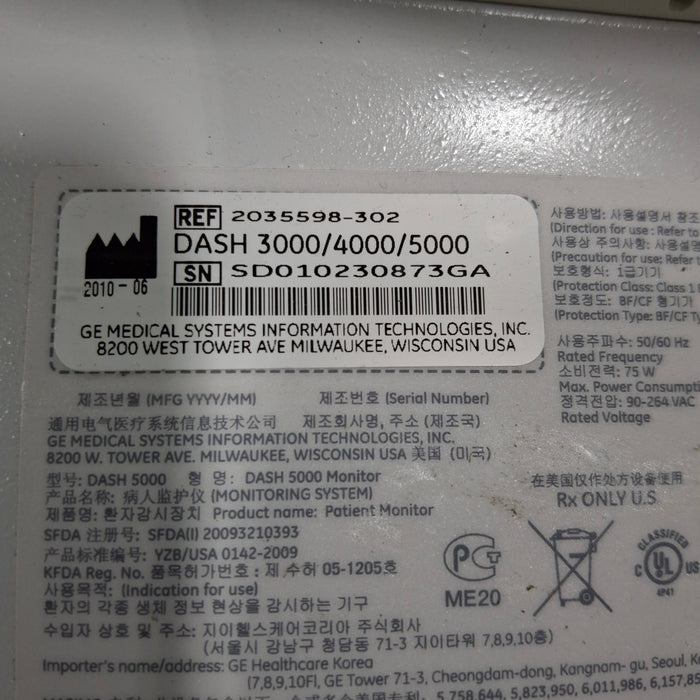 REF 2035598-302
DASH 3000/4000/5000
SN SD010230873GA
2010-06
GE MEDICAL SYSTEMS INFORMATION TECHNOLOGIES, INC.
8200 WEST TOWER AVE MILWAUKEE, WISCONSIN USA
제조년월 (MFG YYYY/MM) 제조번호 (Serial Number)
通用电气医疗系统信息技术公司 제조회사명, 주소 (제조국)
GE MEDICAL SYSTEMS INFORMATION TECHNOLOGIES, INC.
8200 W. TOWER AVE. MILWAUKEE, WISCONSIN USA 美国 (미국)
型号: DASH 5000 형 명: DASH 5000 Monitor
产品名称: 病人监护仪 (MONITORING SYSTEM)
제품명: 환자감시장치 Product name: Patient Monitor
SFDA 注册号: SFDA(I) 20093210393
产品标准编号: YZB/USA 0142-2009
KFDA Reg. No. 품목허가번호: 제 수허 05-1205호
사용목적: (Indication for use)
환자의 각종 생체 정보 현상을 감시하는 기구
수입자 상호 및 주소: 지이헬스케어코리아 주식회사
(서울시 강남구 청담동 71-3 지이타워 7,8,9,10층)
Importer's name/address: GE Healthcare Korea
(7,8,9,10Fl, GE Tower 71-3, Cheongdam-dong, Kangnam-gu, Seoul,
5,758,644, 5,823,950, 6,011,986, 6,157,85
사용방법: 사용설명서 참조
(Direction for use: Refer to
사용상 주의사항: 사용설명
(Precaution for use: Refer t
보호형식: 1급기기
(Protection Class: Class 1
보호정도: BF/CF 형기기
(Protection Type: BF/CF Ty
사용주파수: 50/60 Hz
Rated Frequency
소비전력: 75 W
Max. Power Consumpti
정격전압: 90-264 VAC
Rated Voltage
在美国仅作处方设备使用
Rx ONLY U.S.
PG
ME20
CLASSIFIED
C UL US
4P41